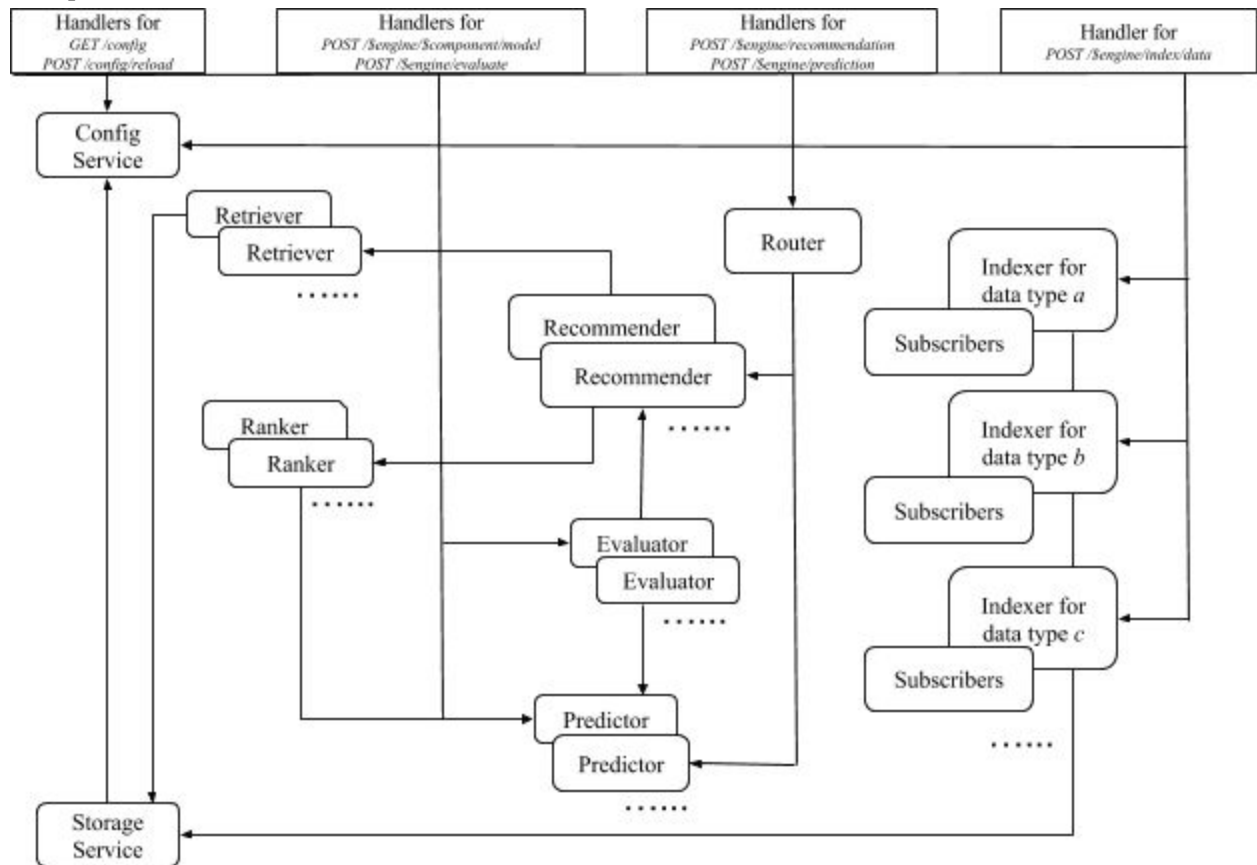 Handlers for
GET /config
POST /config/reload
Handlers for
POST /$engine/$component/model
POST /$engine/evaluate
Handlers for
POST /$engine/recommendation
POST /$engine/prediction
Handler for
POST /$engine/index/data
Config
Service
Retriever
Retriever
......
Router
Indexer for
data type a
Subscribers
Recommender
Recommender
......
Ranker
Ranker
......
Indexer for
data type b
Subscribers
Evaluator
Evaluator
......
Indexer for
data type c
Subscribers
......
Predictor
Predictor
......
Storage
Service